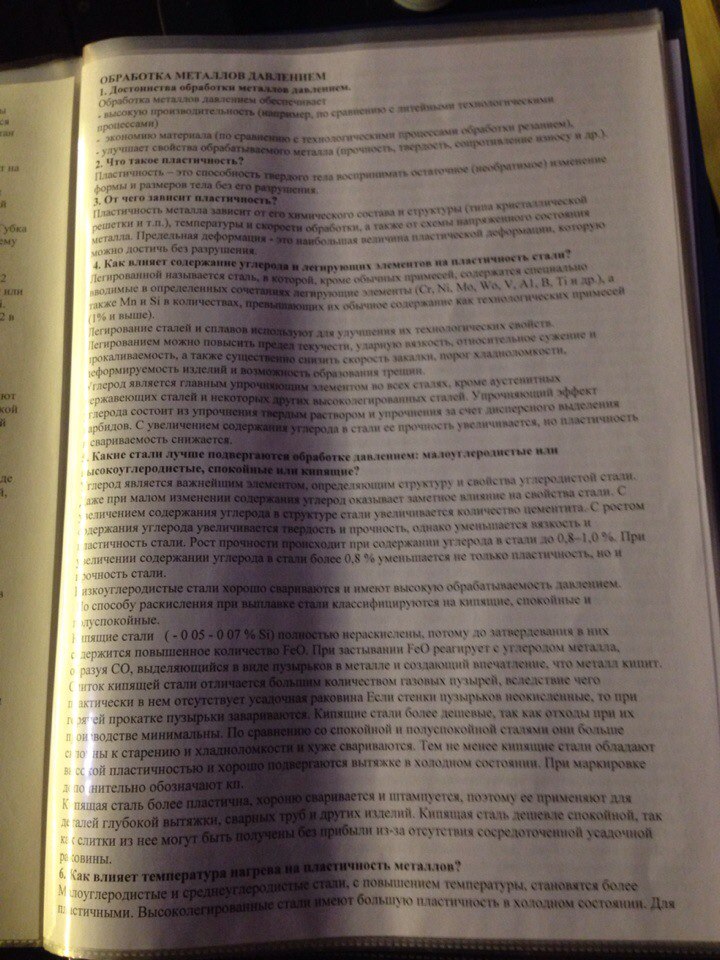 ОБРАБОТКА МЕТАЛЛОВ ДАВЛЕНИЕМ
1. Достоинства обработки металлов давлением.
Обработка металлов давлением обеспечивает
- высокую производительность (например, по сравнению с литейными технологическими
процессами)
- экономию материала (по сравнению с технологическими процессами обработки резанием),
- улучшает свойства обрабатываемого металла (прочность, твердость, сопротивление износу и др.).
2. Что такое пластичность?
Пластичность – это способность твердого тела воспринимать остаточное (необратимое) изменение
формы и размеров тела без его разрушения.
3. От чего зависит пластичность?
Пластичность металла зависит от его химического состава и структуры (типа кристаллической
решетки и т.п.), температуры и скорости обработки, а также от схемы напряженного состояния
металла. Предельная деформация - это наибольшая величина пластической деформации, которую
можно достичь без разрушения.
4. Как влияет содержание углерода и легирующих элементов на пластичность стали?
Легированной называется сталь, в которой, кроме обычных примесей, содержатся специально
вводимые в определенных сочетаниях легирующие элементы (Cr, Ni, Mo, Wo, V, A1, B, Ti и др.), а
также Mn и Si в количествах, превышающих их обычное содержание как технологических примесей
(1% и выше).
Легирование сталей и сплавов используют для улучшения их технологических свойств.
Легированием можно повысить предел текучести, ударную вязкость, относительное сужение и
прокаливаемость, а также существенно снизить скорость закалки, порог хладноломкости,
деформируемость изделий и возможность образования трещин.
Углерод является главным упрочняющим элементом во всех сталях, кроме аустенитных
нержавеющих сталей и некоторых других высоколегированных сталей. Упрочняющий эффект
углерода состоит из упрочнения твердым раствором и упрочнения за счет дисперсного выделения
карбидов. С увеличением содержания углерода в стали ее прочность увеличивается, но пластичность
и свариваемость снижается.
. Какие стали лучше подвергаются обработке давлением: малоуглеродистые или
высокоуглеродистые, спокойные или кипящие?
Углерод является важнейшим элементом, определяющим структуру и свойства углеродистой стали.
Даже при малом изменении содержания углерод оказывает заметное влияние на свойства стали. С
увеличением содержания углерода в структуре стали увеличивается количество цементита. С ростом
содержания углерода увеличивается твердость и прочность, однако уменьшается вязкость и
пластичность стали. Рост прочности происходит при содержании углерода в стали до 0,8–1,0 %. При
увеличении содержании углерода в стали более 0,8 % уменьшается не только пластичность, но и
прочность стали.
Низкоуглеродистые стали хорошо свариваются и имеют высокую обрабатываемость давлением.
По способу раскисления при выплавке стали классифицируются на кипящие, спокойные и
полуспокойные.
Кипящие стали ( - 0 05 - 0 07 % Si) полностью нераскислены, потому до затвердевания в них
содержится повышенное количество FeO. При застывании FeO реагирует с углеродом металла,
образуя CO, выделяющийся в виде пузырьков в металле и создающий впечатление, что металл кипит.
Слиток кипящей стали отличается большим количеством газовых пузырей, вследствие чего
практически в нем отсутствует усадочная раковина Если стенки пузырьков неокисленные, то при
горячей прокатке пузырьки завариваются. Кипящие стали более дешевые, так как отходы при их
производстве минимальны. По сравнению со спокойной и полуспокойной сталями они больше
склонны к старению и хладноломкости и хуже свариваются. Тем не менее кипящие стали обладают
высокой пластичностью и хорошо подвергаются вытяжке в холодном состоянии. При маркировке
дополнительно обозначают кп.
Кипящая сталь более пластична, хорошо сваривается и штампуется, поэтому ее применяют для
деталей глубокой вытяжки, сварных труб и других изделий. Кипящая сталь дешевле спокойной, так
как слитки из нее могут быть получены без прибыли из-за отсутствия сосредоточенной усадочной
раковины.
6. Как влияет температура нагрева на пластичность металлов?
Малоуглеродистые и среднеуглеродистые стали, с повышением температуры, становятся более
пластичными. Высоколегированные стали имеют большую пластичность в холодном состоянии. Для